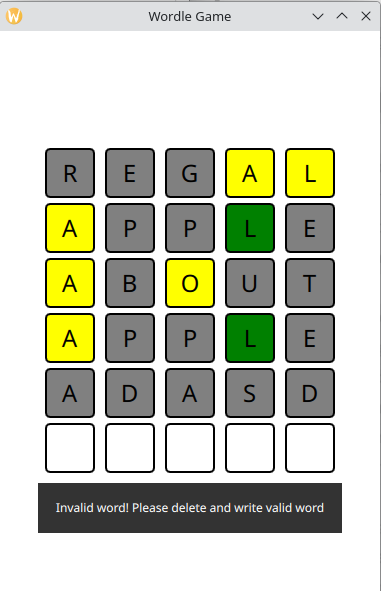 W Wordle Game
R E G A L
A P P L E
A B O U T
A P P L E
A D A S D
Invalid word! Please delete and write valid word